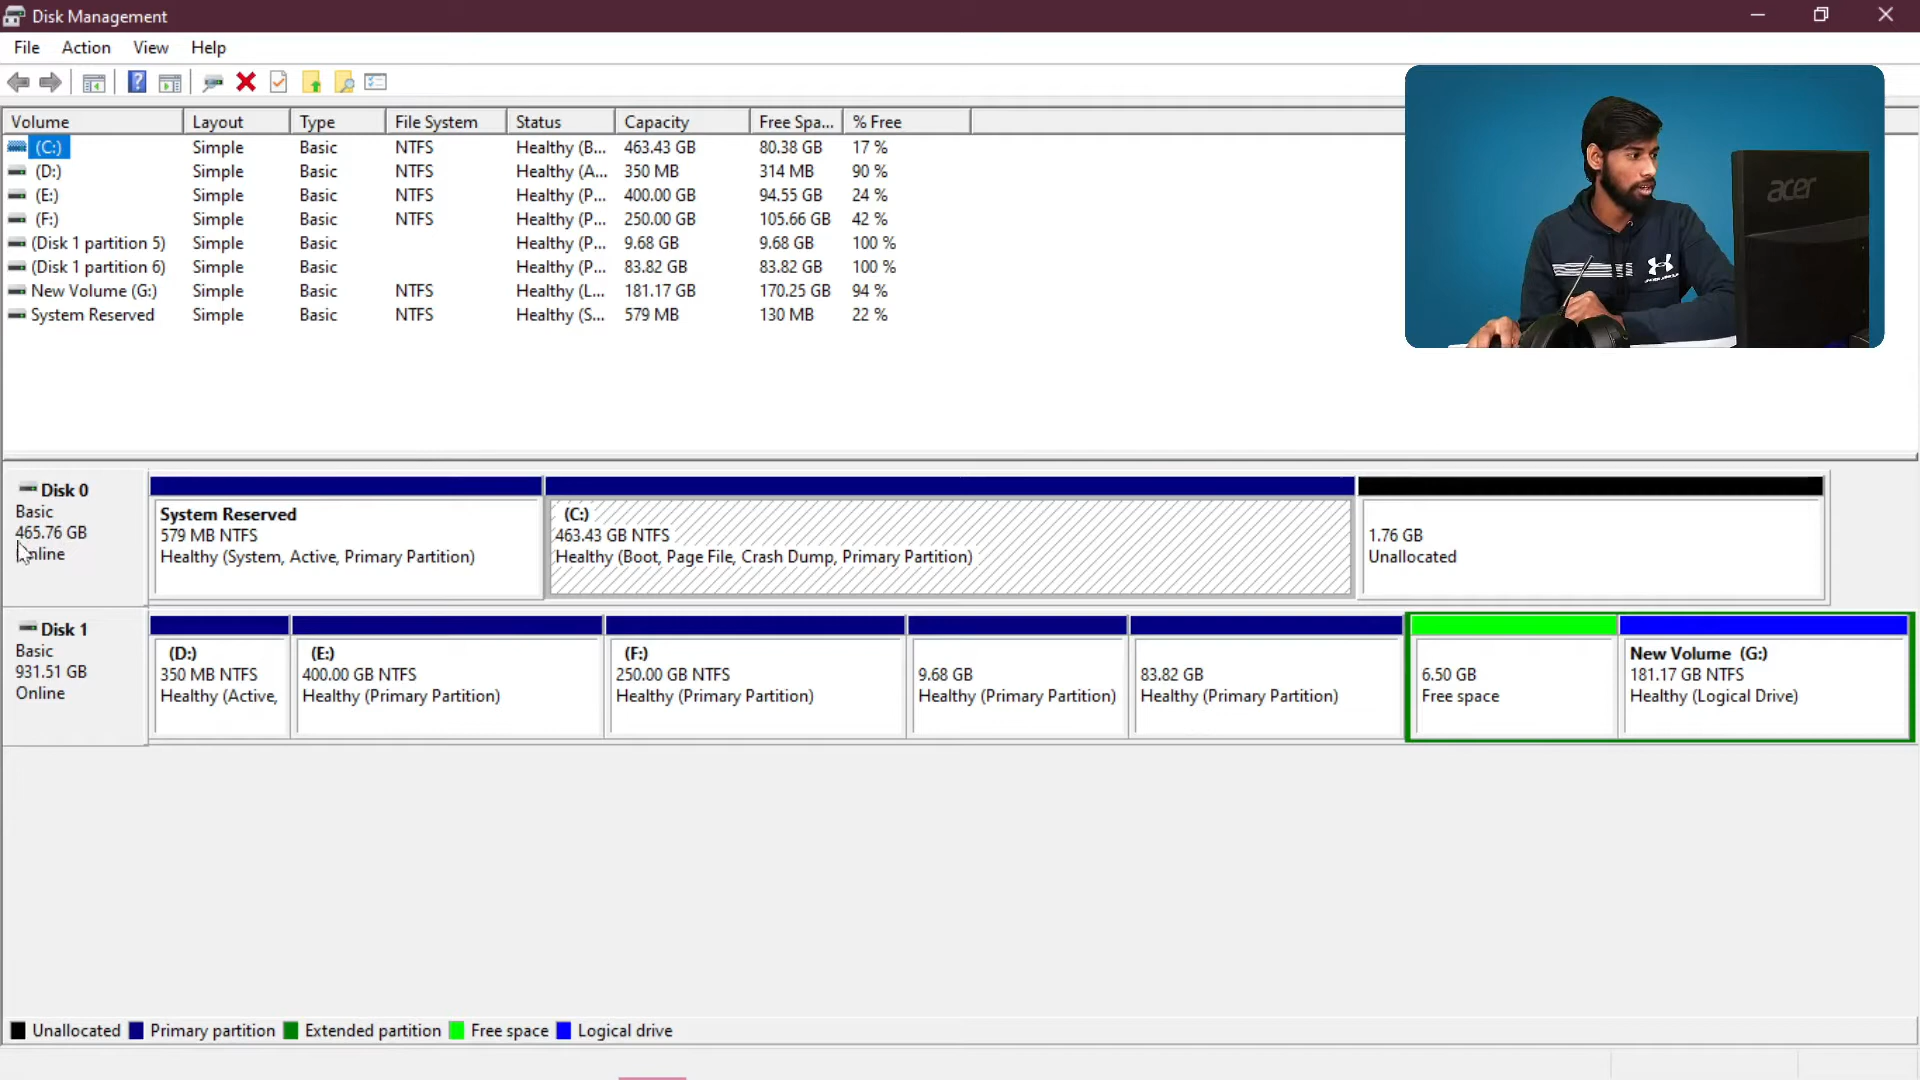 Disk Management
File Action View Help
Volume Layout Type File System Status Capacity Free Spa... % Free
(C:) Simple Basic NTFS Healthy (B... 463.43 GB 80.38 GB 17 %
(D:) Simple Basic NTFS Healthy (A... 350 MB 314 MB 90 %
(E:) Simple Basic NTFS Healthy (P... 400.00 GB 94.55 GB 24 %
(F:) Simple Basic NTFS Healthy (P... 250.00 GB 105.66 GB 42 %
(Disk 1 partition 5) Simple Basic Healthy (P... 9.68 GB 9.68 GB 100 %
(Disk 1 partition 6) Simple Basic Healthy (P... 83.82 GB 83.82 GB 100 %
New Volume (G:) Simple Basic NTFS Healthy (L... 181.17 GB 170.25 GB 94 %
System Reserved Simple Basic NTFS Healthy (S... 579 MB 130 MB 22 %
acer
Disk 0
Basic
465.76 GB
Online
System Reserved
579 MB NTFS
Healthy (System, Active, Primary Partition)
(C:)
463.43 GB NTFS
Healthy (Boot, Page File, Crash Dump, Primary Partition)
1.76 GB
Unallocated
Disk 1
Basic
931.51 GB
Online
(D:)
350 MB NTFS
Healthy (Active,
(E:)
400.00 GB NTFS
Healthy (Primary Partition)
(F:)
250.00 GB NTFS
Healthy (Primary Partition)
9.68 GB
Healthy (Primary Partition)
83.82 GB
Healthy (Primary Partition)
6.50 GB
Free space
New Volume (G:)
181.17 GB NTFS
Healthy (Logical Drive)
Unallocated Primary partition Extended partition Free space Logical drive